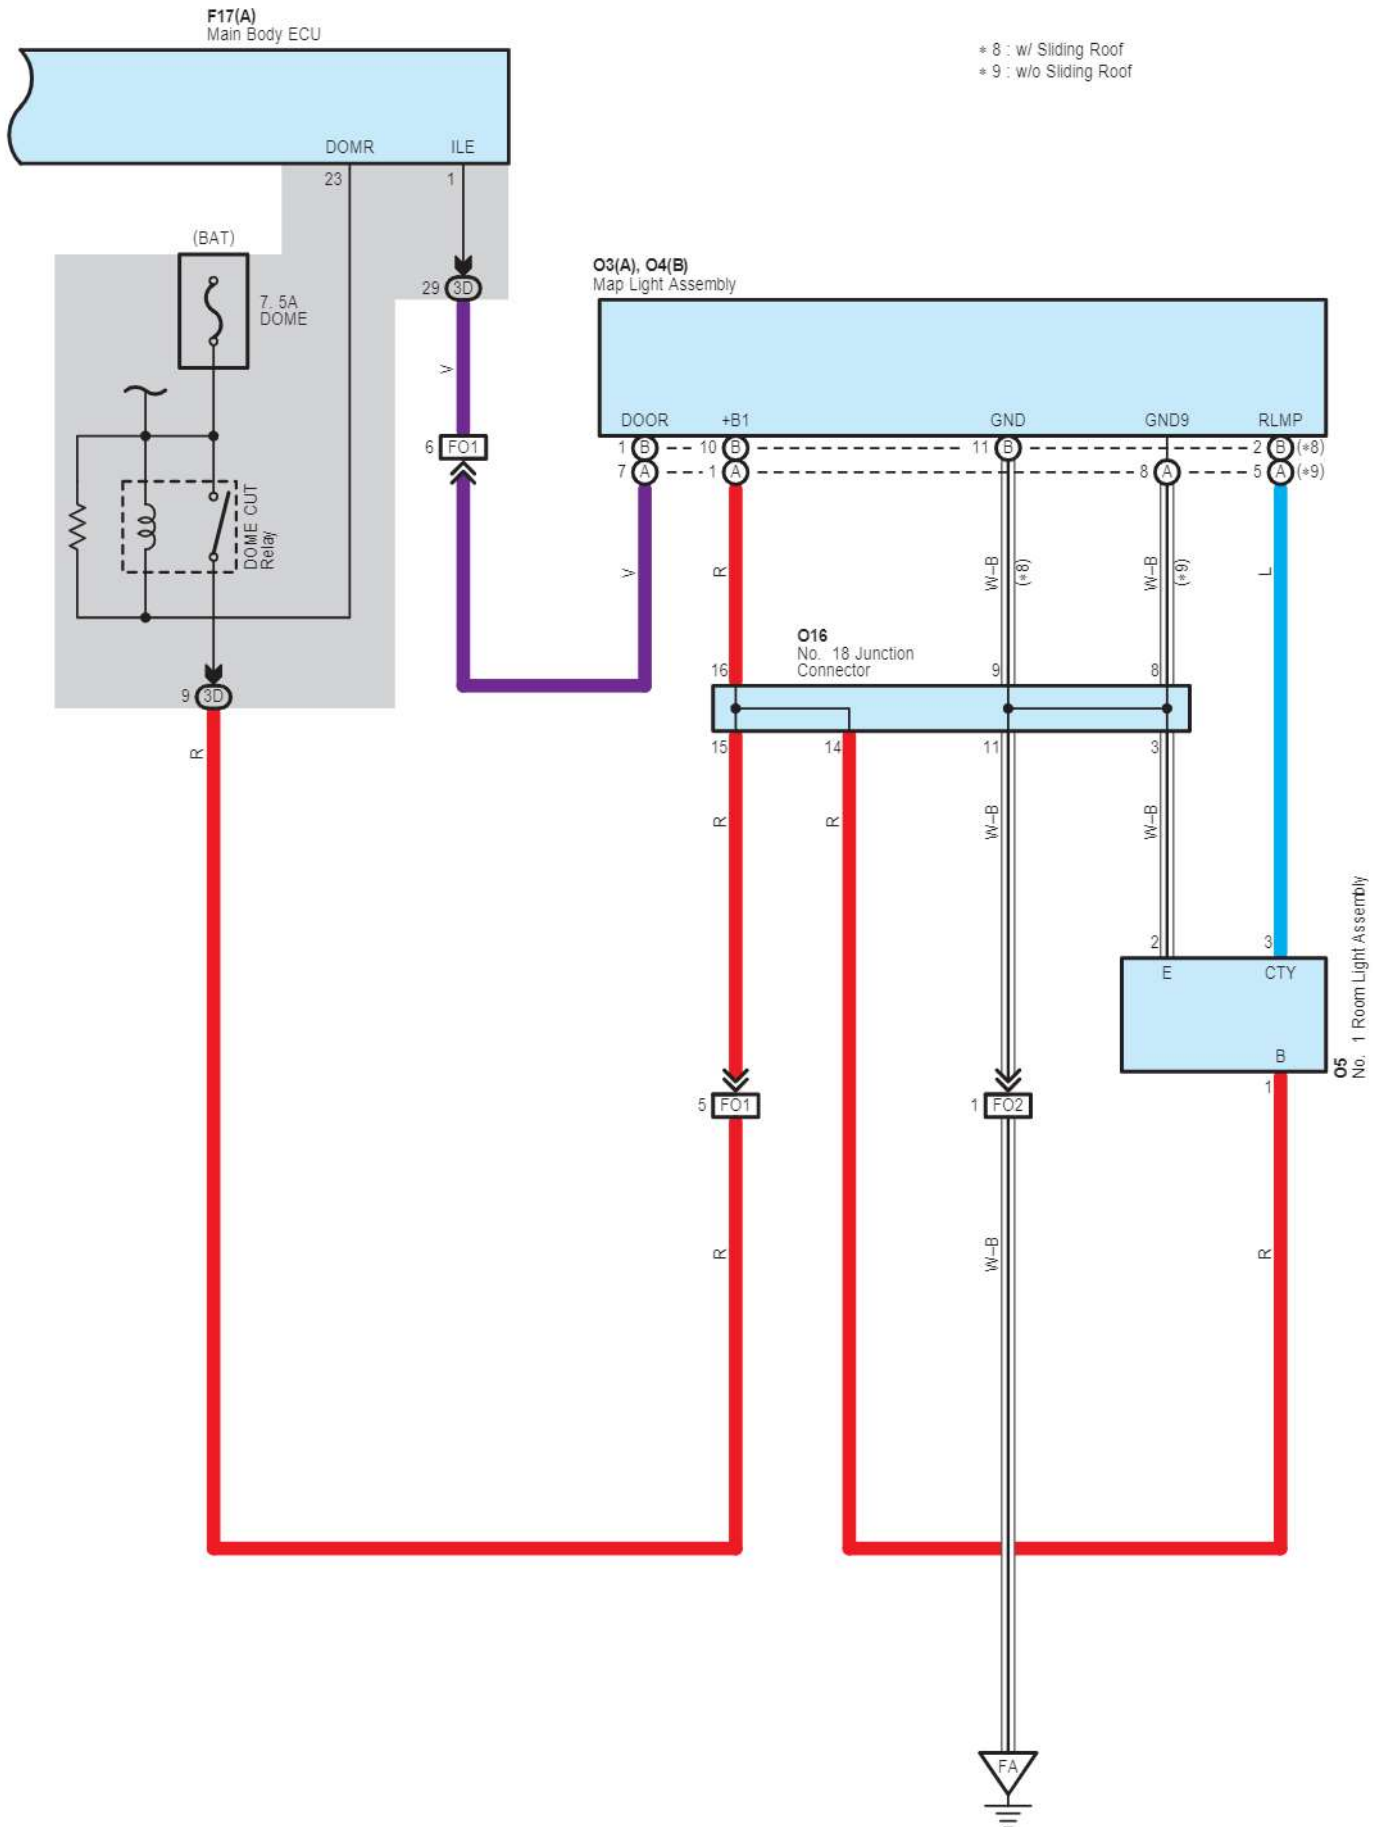 F17(A)
Main Body ECU
∗ 8 : w/ Sliding Roof
∗ 9 : w/o Sliding Roof
DOMR
ILE
23
1
(BAT)
7. 5A
DOME
29
3D
O3(A), O4(B)
Map Light Assembly
V
DOOR
+B1
GND
GND9
RLMP
6
FO1
1
B
10
B
11
B
2
B
(∗8)
7
A
1
A
8
A
5
A
(∗9)
DOME CUT
Relay
V
R
W–B
(∗8)
W–B
(∗9)
L
O16
No. 18 Junction
Connector
16
9
8
9
3D
R
15
14
11
3
R
R
W–B
W–B
2
3
E
CTY
B
1
O5
No. 1 Room Light Assembly
5
FO1
1
FO2
R
W–B
R
FA